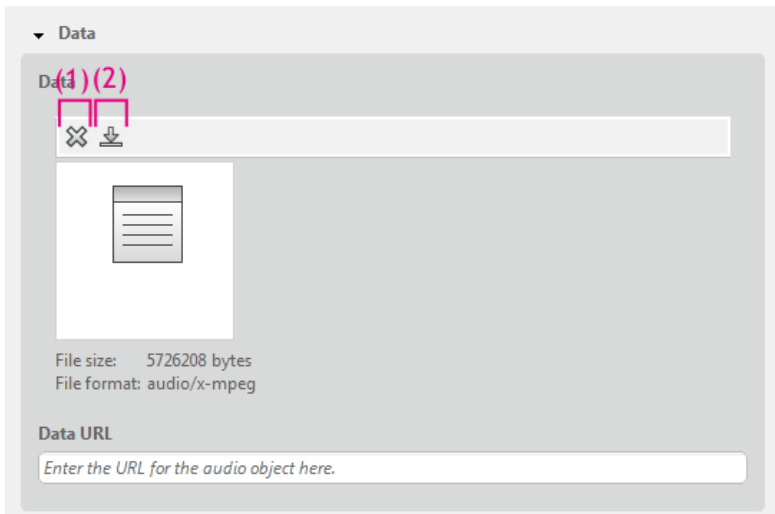 Data
Data
(1) (2)
File size: 5726208 bytes
File format: audio/x-mpeg
Data URL
Enter the URL for the audio object here.